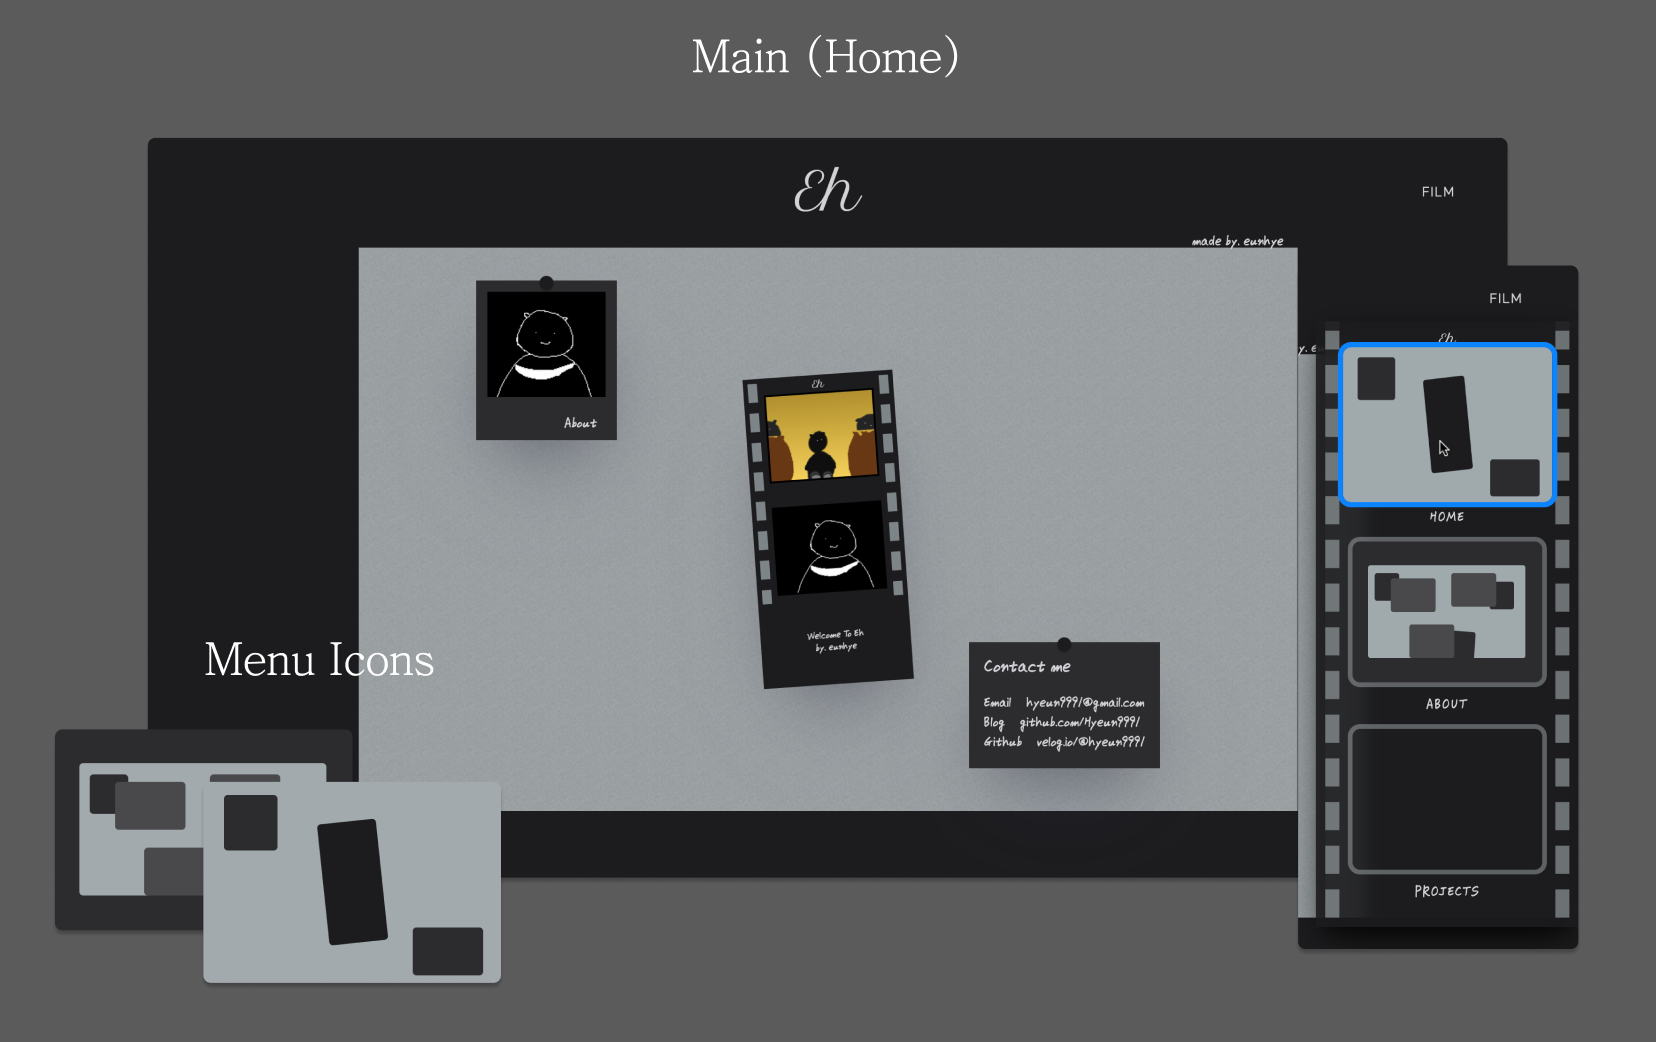 Main (Home)
Eh
FILM
made by. eunhye
About
Eh
Welcome To Eh
by. eunhye
Contact me
Email hyeun9991@gmail.com
Blog github.com/Hyeun9991
Github velog.io/@hyeun9991
Menu Icons
FILM
Eh
HOME
ABOUT
PROJECTS